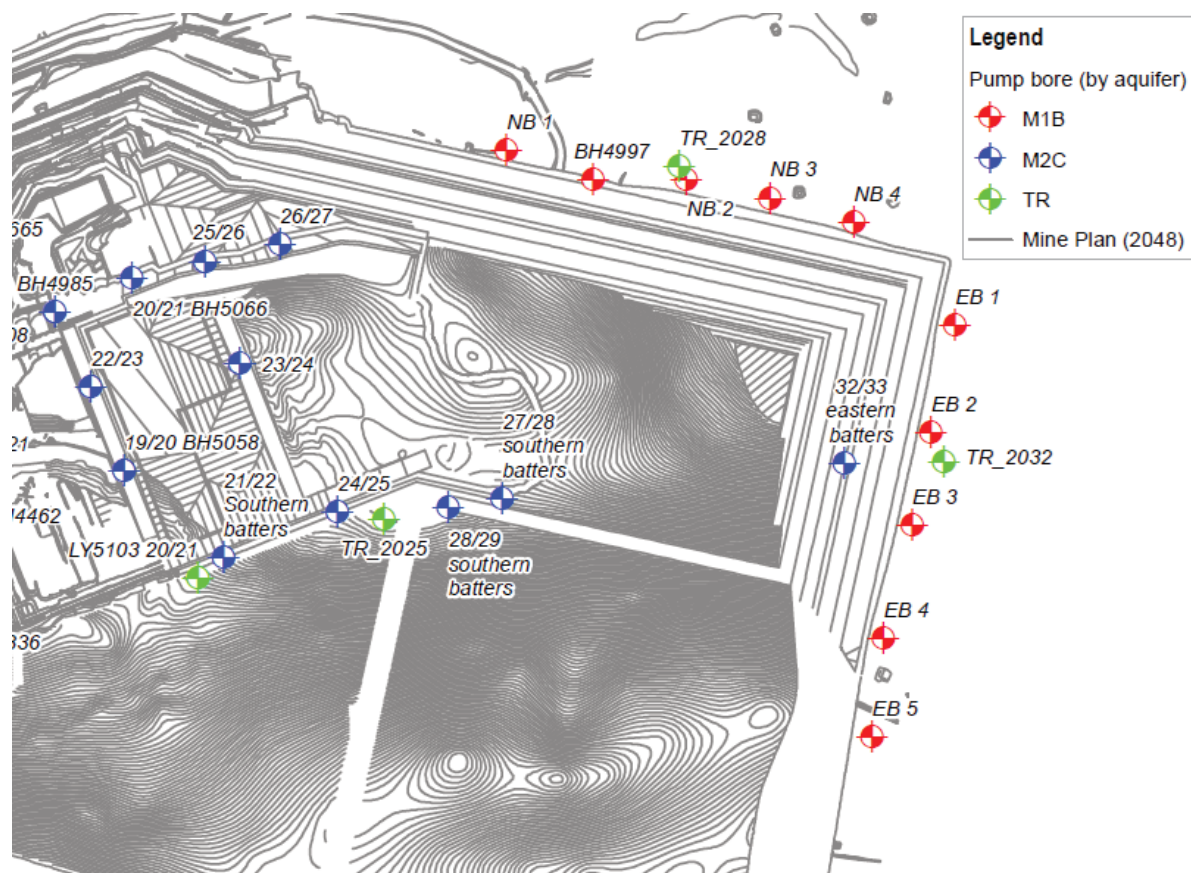 Legend
Pump bore (by aquifer)
M1B
M2C
TR
Mine Plan (2048)
NB 1
BH4997
TR_2028
NB 2
NB 3
NB 4
EB 1
EB 2
TR_2032
EB 3
EB 4
EB 5
32/33
eastern
batters
26/27
25/26
665
BH4985
20/21 BH5066
08
22/23
23/24
27/28
southern
batters
19/20 BH5058
21
21/22
Southern
batters
24/25
4462
LY5103 20/21
TR_2025
28/29
southern
batters
336